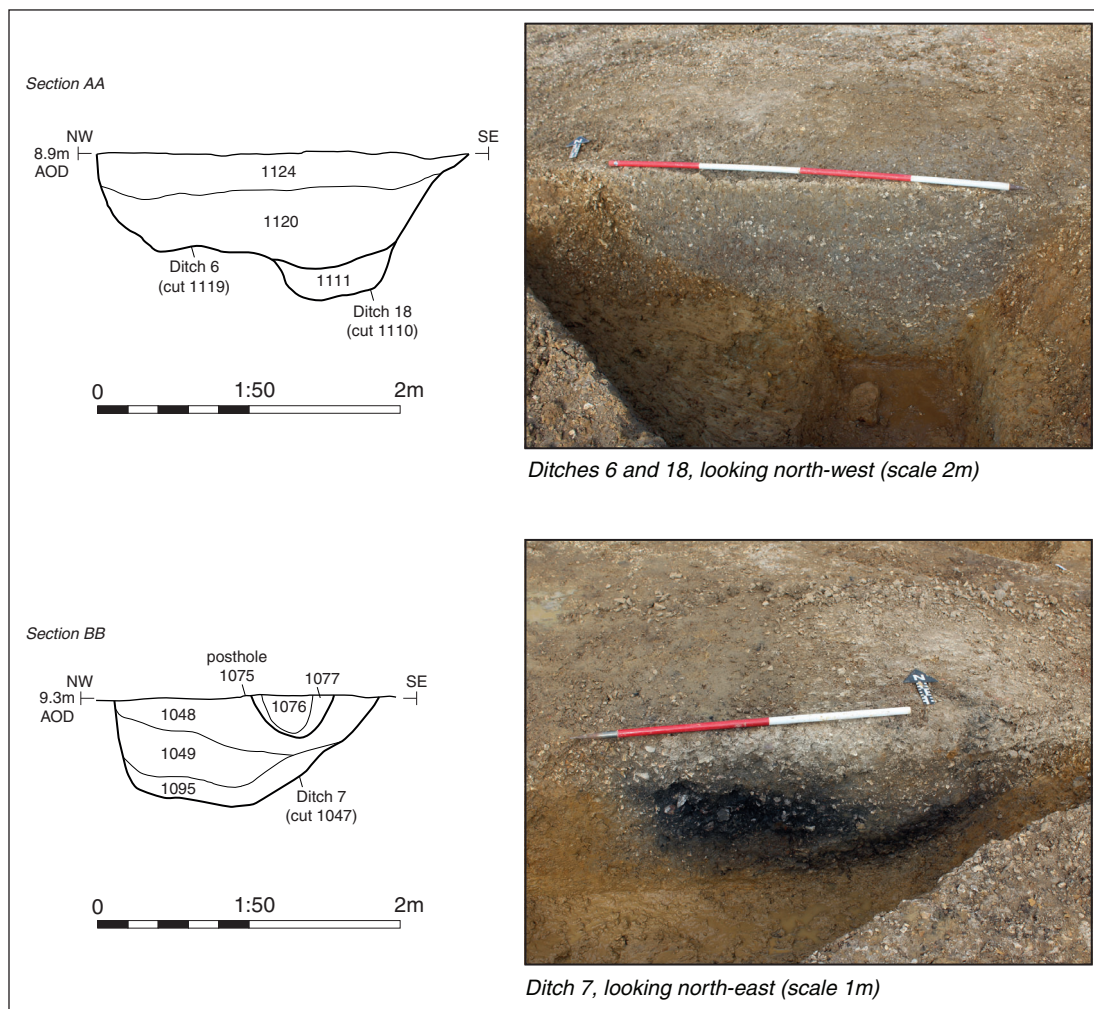 Section AA
NW
SE
8.9m
AOD
1124
1120
Ditch 6
(cut 1119)
1111
Ditch 18
(cut 1110)
0 1:50 2m
Ditches 6 and 18, looking north-west (scale 2m)
Section BB
posthole
NW
1075
1077
SE
9.3m
AOD
1048
1076
1049
1095
Ditch 7
(cut 1047)
0 1:50 2m
Ditch 7, looking north-east (scale 1m)